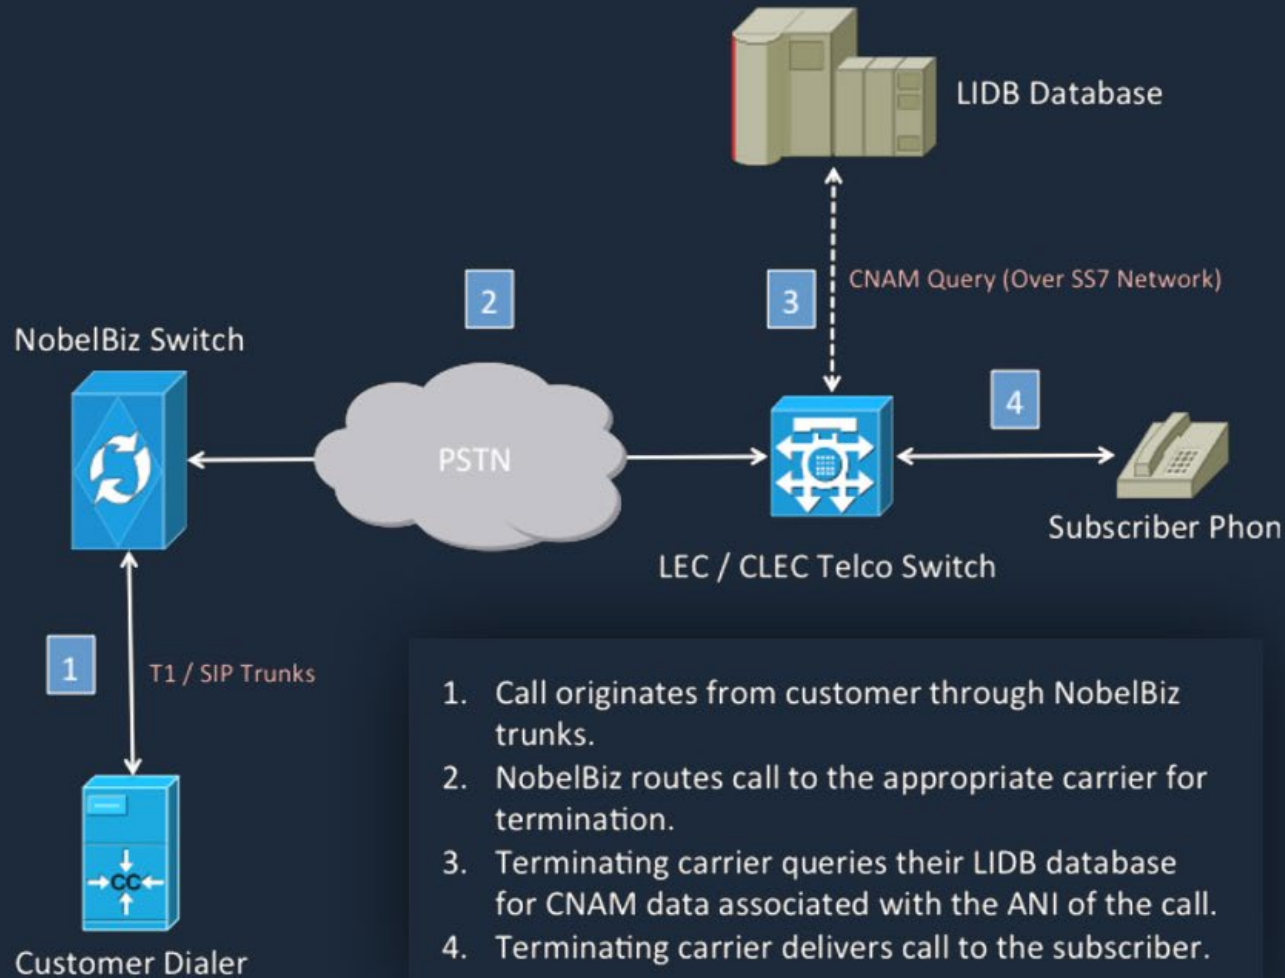 LIDB Database
CNAM Query (Over SS7 Network)
2
3
NobelBiz Switch
4
PSTN
Subscriber Phon
LEC / CLEC Telco Switch
1
T1 / SIP Trunks
1. Call originates from customer through NobelBiz
trunks.
2. NobelBiz routes call to the appropriate carrier for
termination.
3. Terminating carrier queries their LIDB database
for CNAM data associated with the ANI of the call.
4. Terminating carrier delivers call to the subscriber.
CC
Customer Dialer